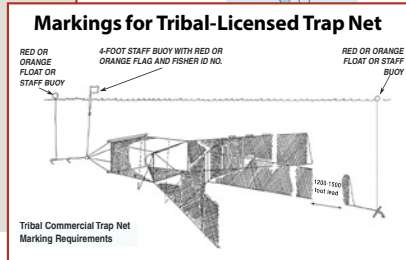 Markings for Tribal-Licensed Trap Net
RED OR
ORANGE
FLOAT OR
STAFF BUOY
4-FOOT STAFF BUOY WITH RED OR
ORANGE FLAG AND FISHER ID NO.
RED OR ORANGE
FLOAT OR STAFF
BUOY
1200-1500
foot lead
Tribal Commercial Trap Net
Marking Requirements